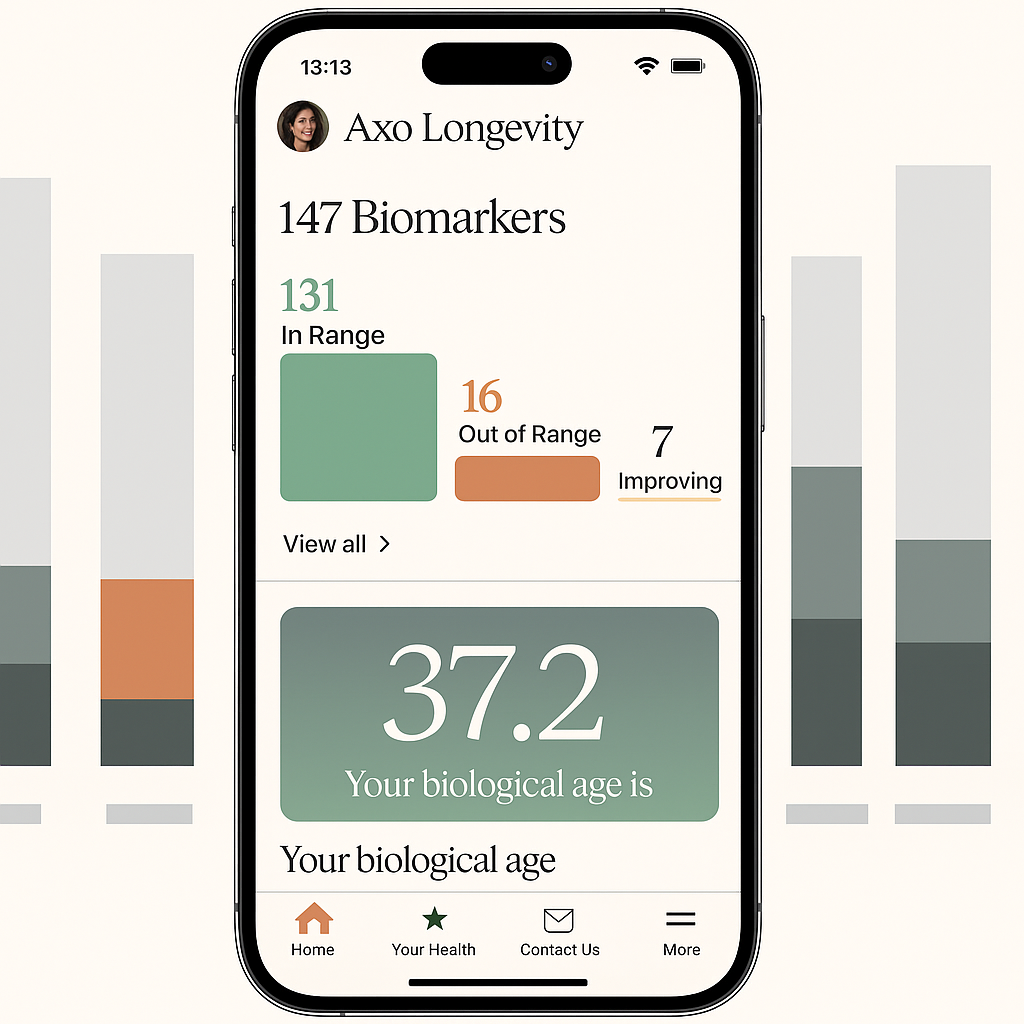 13:13
Axo Longevity
147 Biomarkers
131
In Range
16
Out of Range
7
Improving
View all
37.2
Your biological age is
Your biological age
Home
Your Health
Contact Us
More